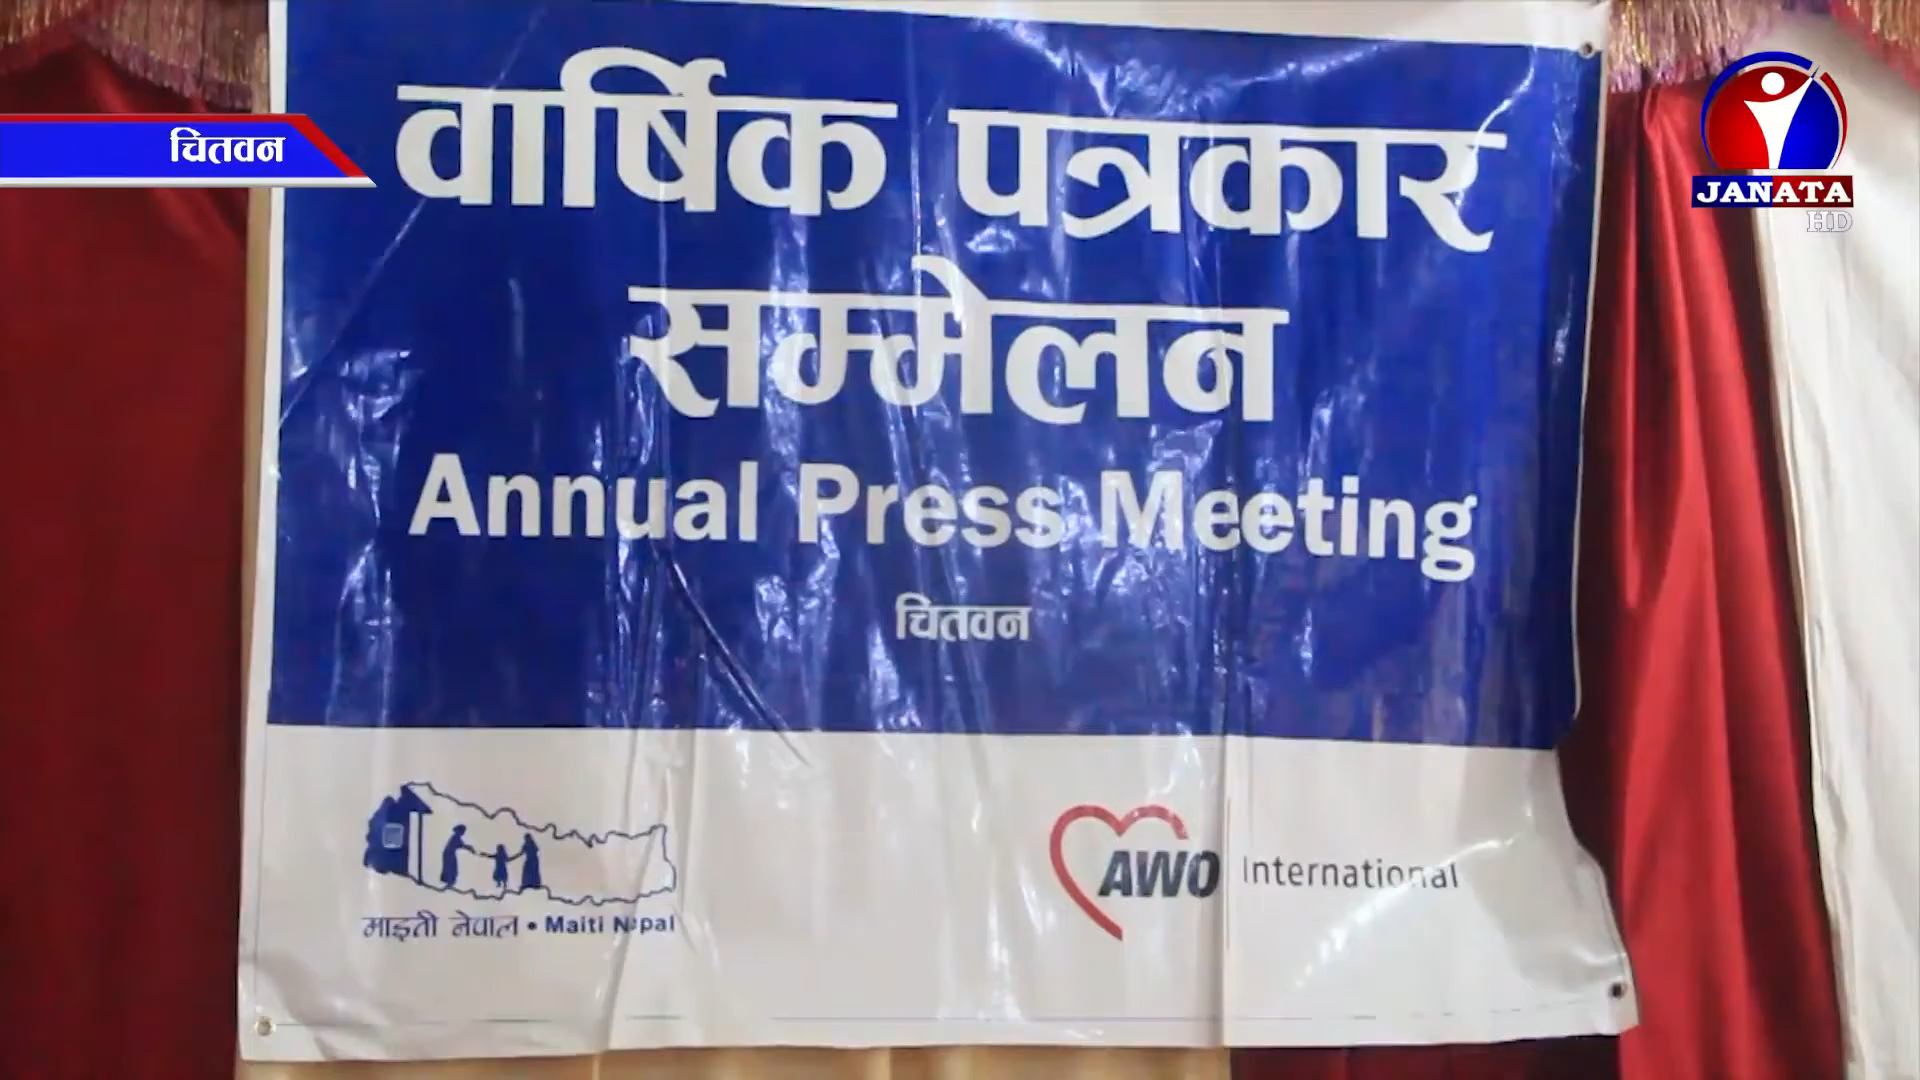 चितवन
JANATA
HD
वार्षिक पत्रकार
सम्मेलन
Annual Press Meeting
चितवन
माइती नेपाल • Maiti Nepal
AWO International